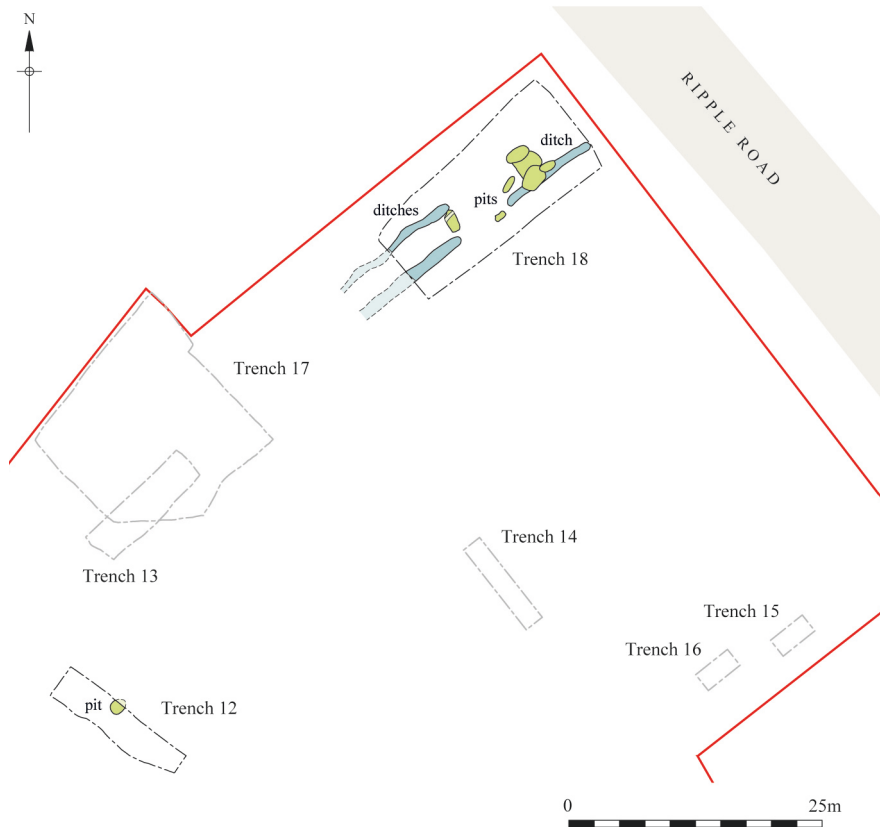 N
RIPPLE ROAD
ditch
pits
ditches
Trench 18
Trench 17
Trench 14
Trench 13
Trench 15
Trench 16
pit
Trench 12
0 25m